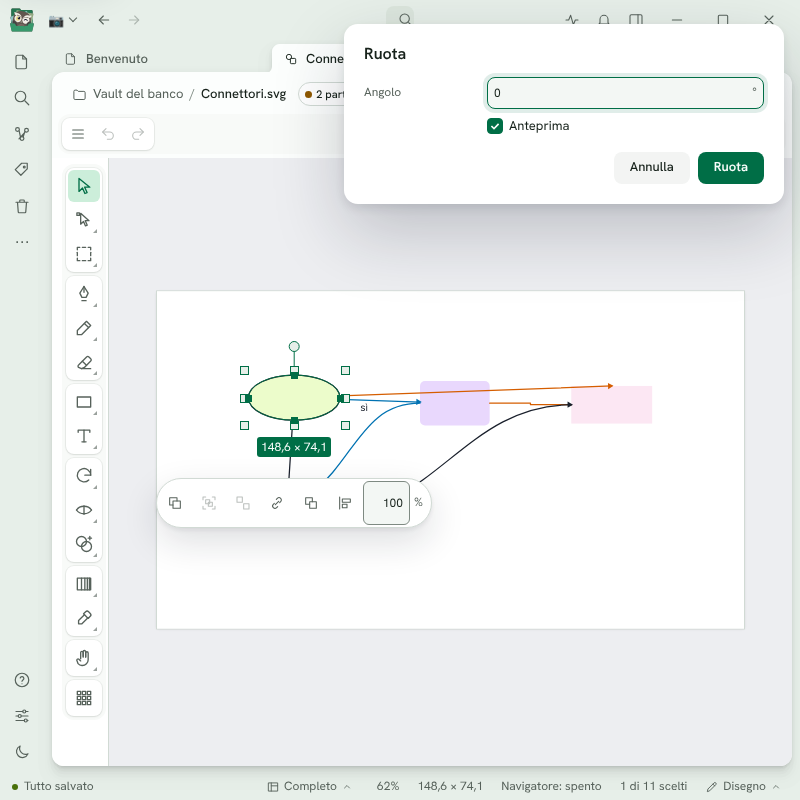 Ruota
Angolo
0
°
Anteprima
Annulla
Ruota
Benvenuto
Conne
Vault del banco / Connettori.svg
2 part
sì
148,6 × 74,1
100 %
Tutto salvato
Completo
62%
148,6 × 74,1
Navigatore: spento
1 di 11 scelti
Disegno